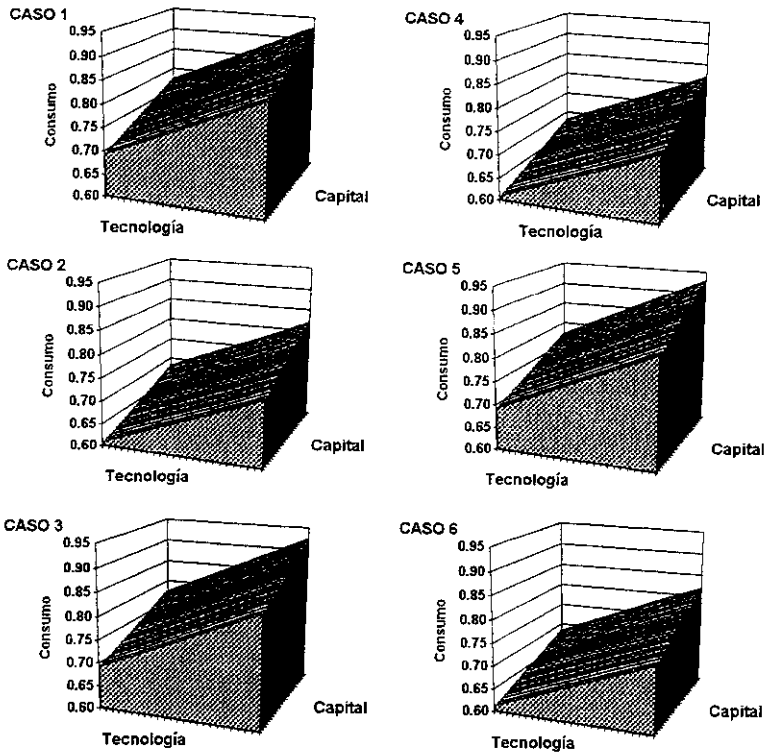 CASO 1
0.95
0.90
0.85
0.80
0.75
0.70
0.65
0.60
Consumo
Tecnología
Capital
CASO 4
0.95
0.90
0.85
0.80
0.75
0.70
0.65
0.60
Consumo
Tecnología
Capital
CASO 2
0.95
0.90
0.85
0.80
0.75
0.70
0.65
0.60
Consumo
Tecnología
Capital
CASO 5
0.95
0.90
0.85
0.80
0.75
0.70
0.65
0.60
Consumo
Tecnología
Capital
CASO 3
0.95
0.90
0.85
0.80
0.75
0.70
0.65
0.60
Consumo
Tecnología
Capital
CASO 6
0.95
0.90
0.85
0.80
0.75
0.70
0.65
0.60
Consumo
Tecnología
Capital